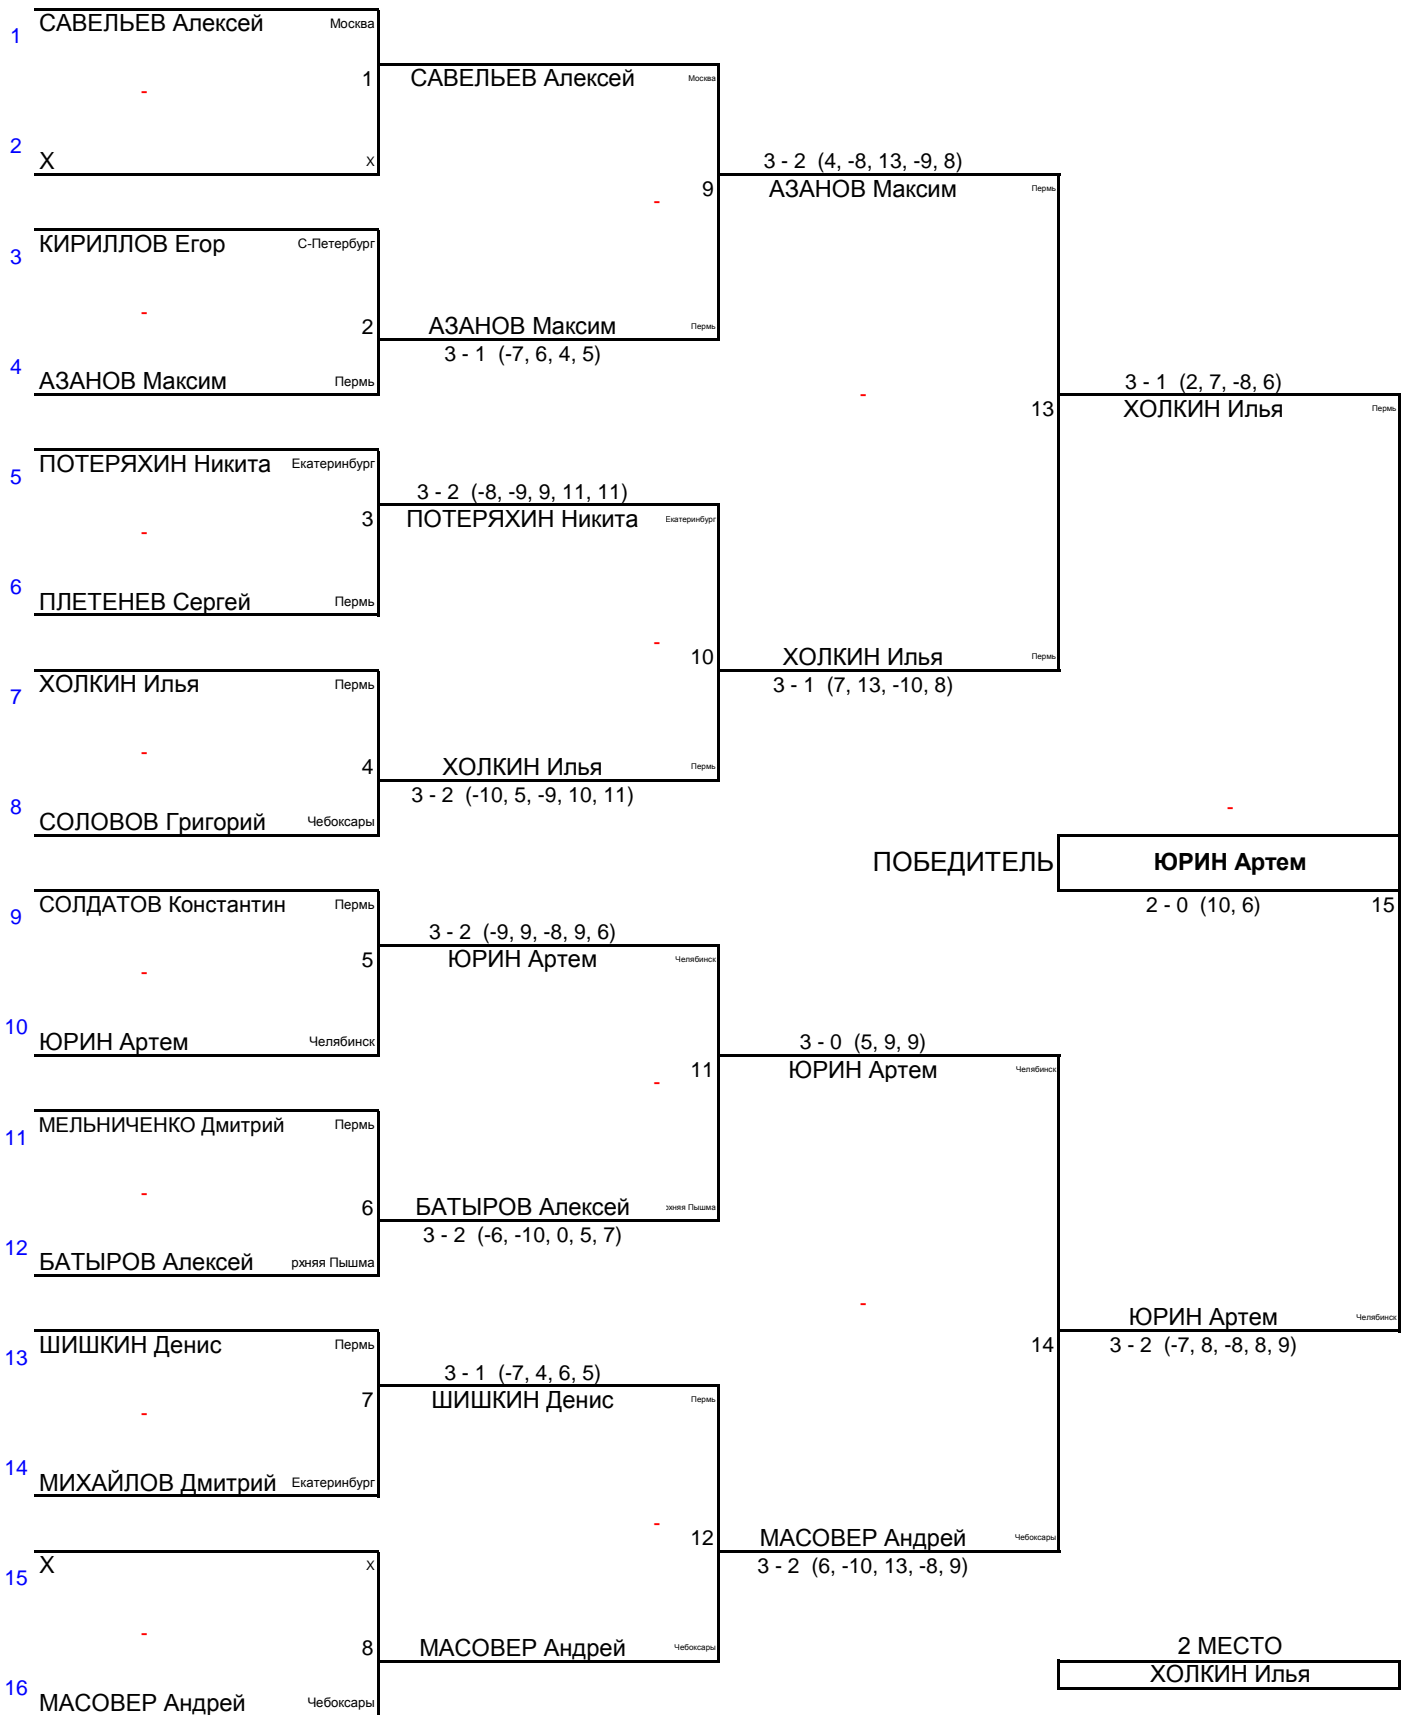 1 САВЕЛЬЕВ Алексей Москва
1 САВЕЛЬЕВ Алексей Москва
-
2 X X
3 - 2 (4, -8, 13, -9, 8)
9 АЗАНОВ Максим Пермь
-
3 КИРИЛЛОВ Егор С-Петербург
-
2 АЗАНОВ Максим Пермь
3 - 1 (-7, 6, 4, 5)
4 АЗАНОВ Максим Пермь
3 - 1 (2, 7, -8, 6)
-
13 ХОЛКИН Илья Пермь
5 ПОТЕРЯХИН Никита Екатеринбург
3 - 2 (-8, -9, 9, 11, 11)
3 ПОТЕРЯХИН Никита Екатеринбург
-
6 ПЛЕТЕНЕВ Сергей Пермь
-
10 ХОЛКИН Илья Пермь
3 - 1 (7, 13, -10, 8)
7 ХОЛКИН Илья Пермь
-
4 ХОЛКИН Илья Пермь
3 - 2 (-10, 5, -9, 10, 11)
8 СОЛОВОВ Григорий Чебоксары
-
ПОБЕДИТЕЛЬ ЮРИН Артем
2 - 0 (10, 6) 15
9 СОЛДАТОВ Константин Пермь
3 - 2 (-9, 9, -8, 9, 6)
5 ЮРИН Артем Челябинск
-
10 ЮРИН Артем Челябинск
3 - 0 (5, 9, 9)
11 ЮРИН Артем Челябинск
-
11 МЕЛЬНИЧЕНКО Дмитрий Пермь
-
6 БАТЫРОВ Алексей рхняя Пышма
3 - 2 (-6, -10, 0, 5, 7)
12 БАТЫРОВ Алексей рхняя Пышма
-
ЮРИН Артем Челябинск
14 3 - 2 (-7, 8, -8, 8, 9)
13 ШИШКИН Денис Пермь
3 - 1 (-7, 4, 6, 5)
7 ШИШКИН Денис Пермь
-
14 МИХАЙЛОВ Дмитрий Екатеринбург
-
12 МАСОВЕР Андрей Чебоксары
3 - 2 (6, -10, 13, -8, 9)
15 X X
-
8 МАСОВЕР Андрей Чебоксары
2 МЕСТО
ХОЛКИН Илья
16 МАСОВЕР Андрей Чебоксары